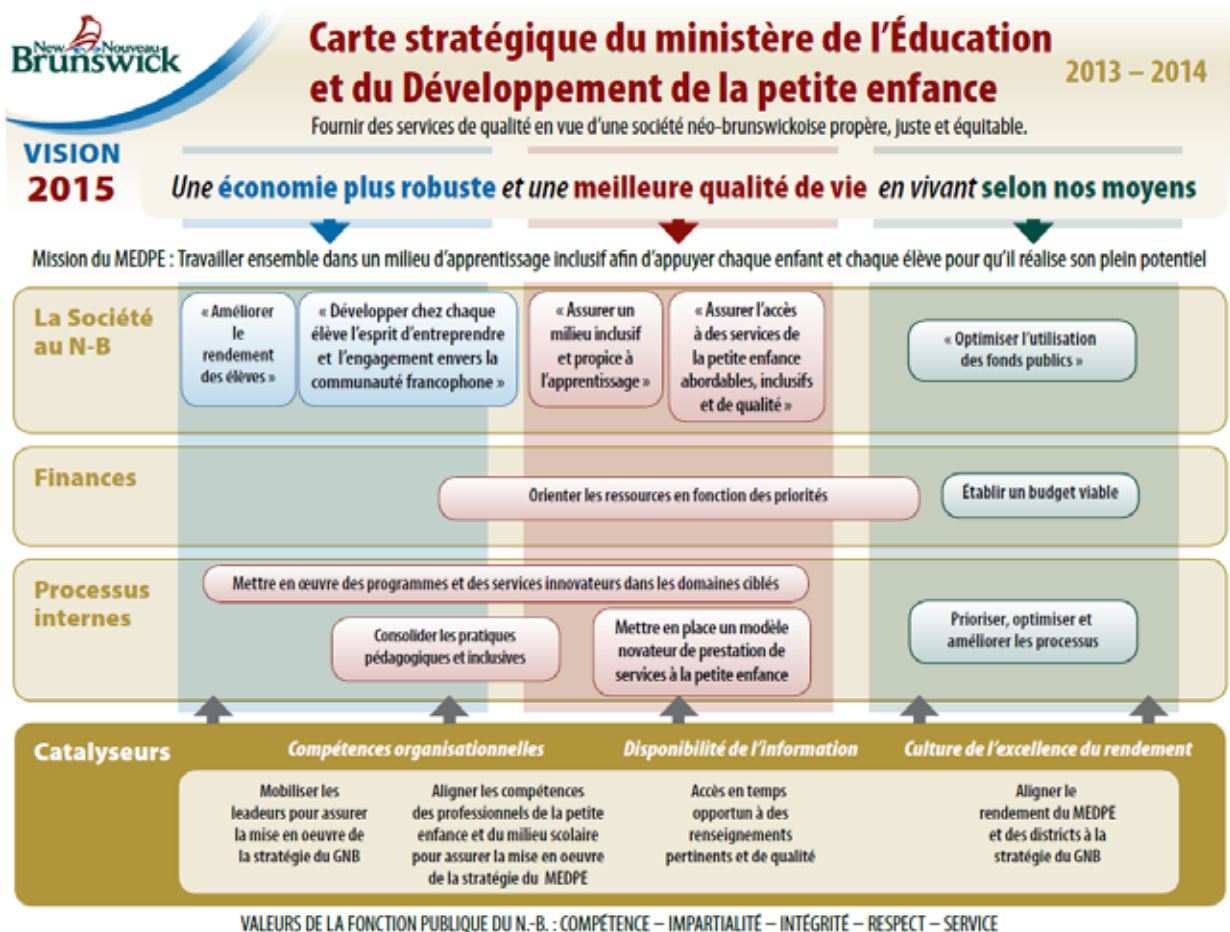 New Nouveau
Brunswick
Carte stratégique du ministère de l'Éducation
et du Développement de la petite enfance
2013 – 2014
Fournir des services de qualité en vue d'une société néo-brunswickoise propère, juste et équitable.
VISION
2015
Une économie plus robuste et une meilleure qualité de vie en vivant selon nos moyens
Mission du MEDPE : Travailler ensemble dans un milieu d'apprentissage inclusif afin d'appuyer chaque enfant et chaque élève pour qu'il réalise son plein potentiel
La Société
au N-B
« Améliorer
le
rendement
des élèves »
« Développer chez chaque
élève l'esprit d'entreprendre
et l'engagement envers la
communauté francophone »
« Assurer un
milieu inclusif
et propice à
l'apprentissage »
« Assurer l'accès
à des services de
la petite enfance
abordables, inclusifs
et de qualité »
« Optimiser l'utilisation
des fonds publics »
Finances
Orienter les ressources en fonction des priorités
Établir un budget viable
Processus
internes
Mettre en œuvre des programmes et des services innovateurs dans les domaines ciblés
Consolider les pratiques
pédagogiques et inclusives
Mettre en place un modèle
novateur de prestation de
services à la petite enfance
Prioriser, optimiser et
améliorer les processus
Catalyseurs
Compétences organisationnelles
Disponibilité de l'information
Culture de l'excellence du rendement
Mobiliser les
leadeurs pour assurer
la mise en oeuvre de
la stratégie du GNB
Aligner les compétences
des professionnels de la petite
enfance et du milieu scolaire
pour assurer la mise en oeuvre
de la stratégie du MEDPE
Accès en temps
opportun à des
renseignements
pertinents et de qualité
Aligner le
rendement du MEDPE
et des districts à la
stratégie du GNB
VALEURS DE LA FONCTION PUBLIQUE DU N.-B. : COMPÉTENCE – IMPARTIALITÉ – INTÉGRITÉ – RESPECT – SERVICE